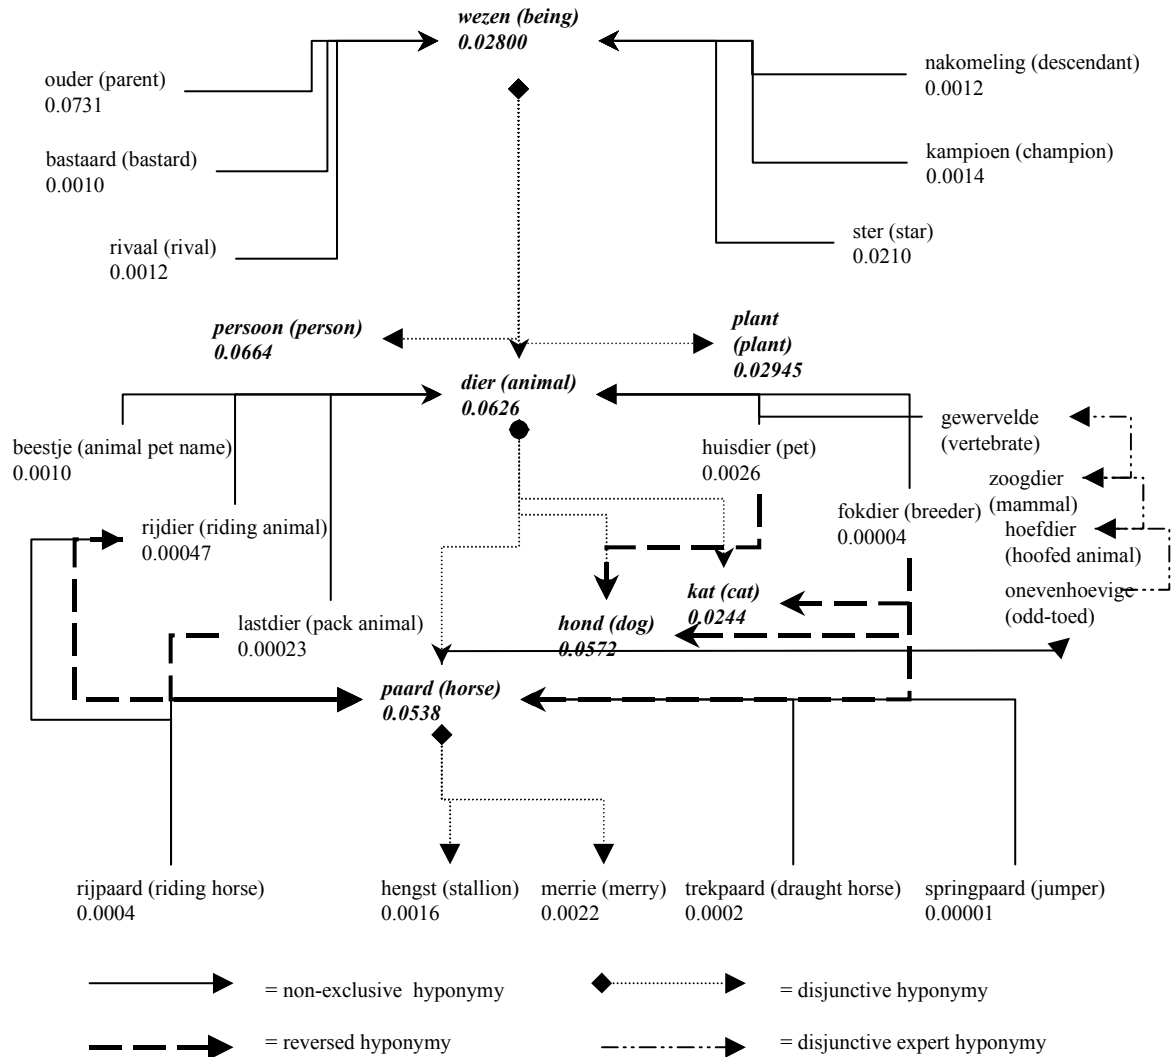 wezen (being)
0.02800
ouder (parent)
0.0731
nakomeling (descendant)
0.0012
bastaard (bastard)
0.0010
kampioen (champion)
0.0014
rivaal (rival)
0.0012
ster (star)
0.0210
persoon (person)
0.0664
plant
(plant)
0.02945
dier (animal)
0.0626
beestje (animal pet name)
0.0010
huisdier (pet)
0.0026
gewervelde
(vertebrate)
zoogdier
(mammal)
rijdier (riding animal)
0.00047
fokdier (breeder)
0.00004
hoefdier
(hoofed animal)
onevenhoevige
(odd-toed)
kat (cat)
0.0244
lastdier (pack animal)
0.00023
hond (dog)
0.0572
paard (horse)
0.0538
rijpaard (riding horse)
0.0004
hengst (stallion)
0.0016
merrie (merry)
0.0022
trekpaard (draught horse)
0.0002
springpaard (jumper)
0.00001
= non-exclusive hyponymy
= disjunctive hyponymy
= reversed hyponymy
= disjunctive expert hyponymy